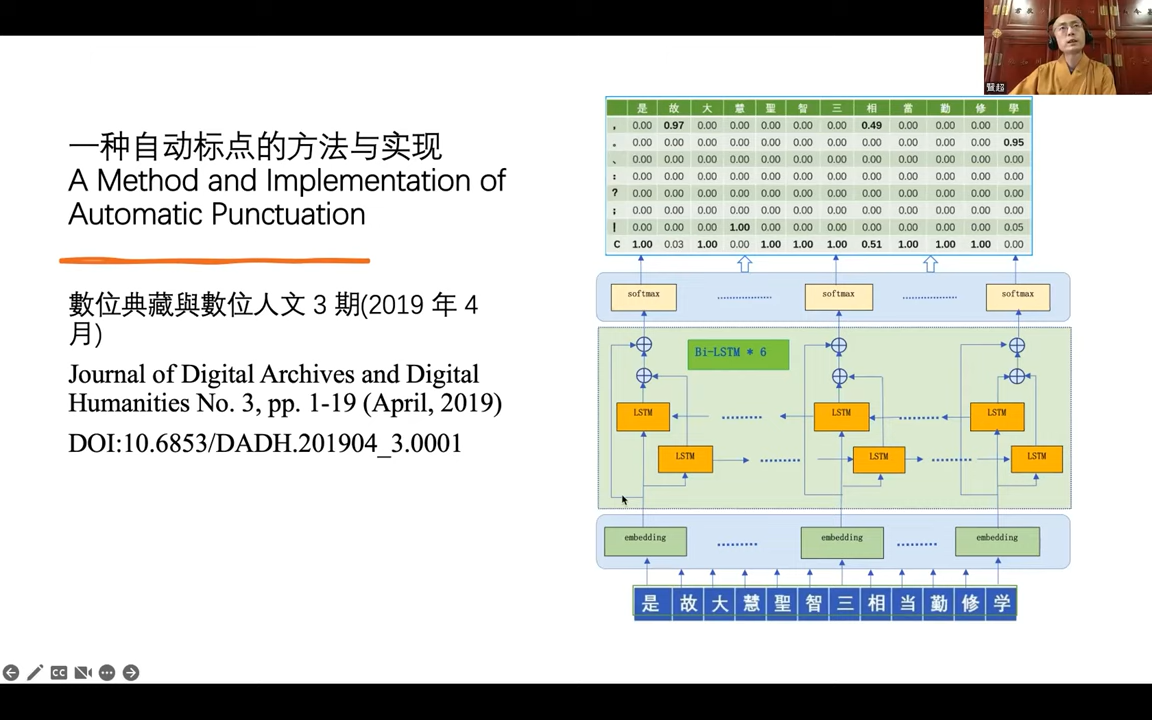 一种自动标点的方法与实现
A Method and Implementation of
Automatic Punctuation
數位典藏與數位人文 3 期(2019 年 4
月)
Journal of Digital Archives and Digital
Humanities No. 3, pp. 1-19 (April, 2019)
DOI:10.6853/DADH.201904_3.0001
賢超
是 故 大 慧 聖 智 三 相 當 勤 修 學
, 0.00 0.97 0.00 0.00 0.00 0.00 0.00 0.49 0.00 0.00 0.00 0.00
。 0.00 0.00 0.00 0.00 0.00 0.00 0.00 0.00 0.00 0.00 0.00 0.95
、 0.00 0.00 0.00 0.00 0.00 0.00 0.00 0.00 0.00 0.00 0.00 0.00
: 0.00 0.00 0.00 0.00 0.00 0.00 0.00 0.00 0.00 0.00 0.00 0.00
? 0.00 0.00 0.00 0.00 0.00 0.00 0.00 0.00 0.00 0.00 0.00 0.00
; 0.00 0.00 0.00 0.00 0.00 0.00 0.00 0.00 0.00 0.00 0.00 0.00
! 0.00 0.00 0.00 1.00 0.00 0.00 0.00 0.00 0.00 0.00 0.00 0.05
C 1.00 0.03 1.00 0.00 1.00 1.00 1.00 0.51 1.00 1.00 1.00 0.00
softmax softmax softmax
Bi-LSTM * 6
LSTM LSTM LSTM
LSTM LSTM LSTM
embedding embedding embedding
是 故 大 慧 聖 智 三 相 当 勤 修 学
CC